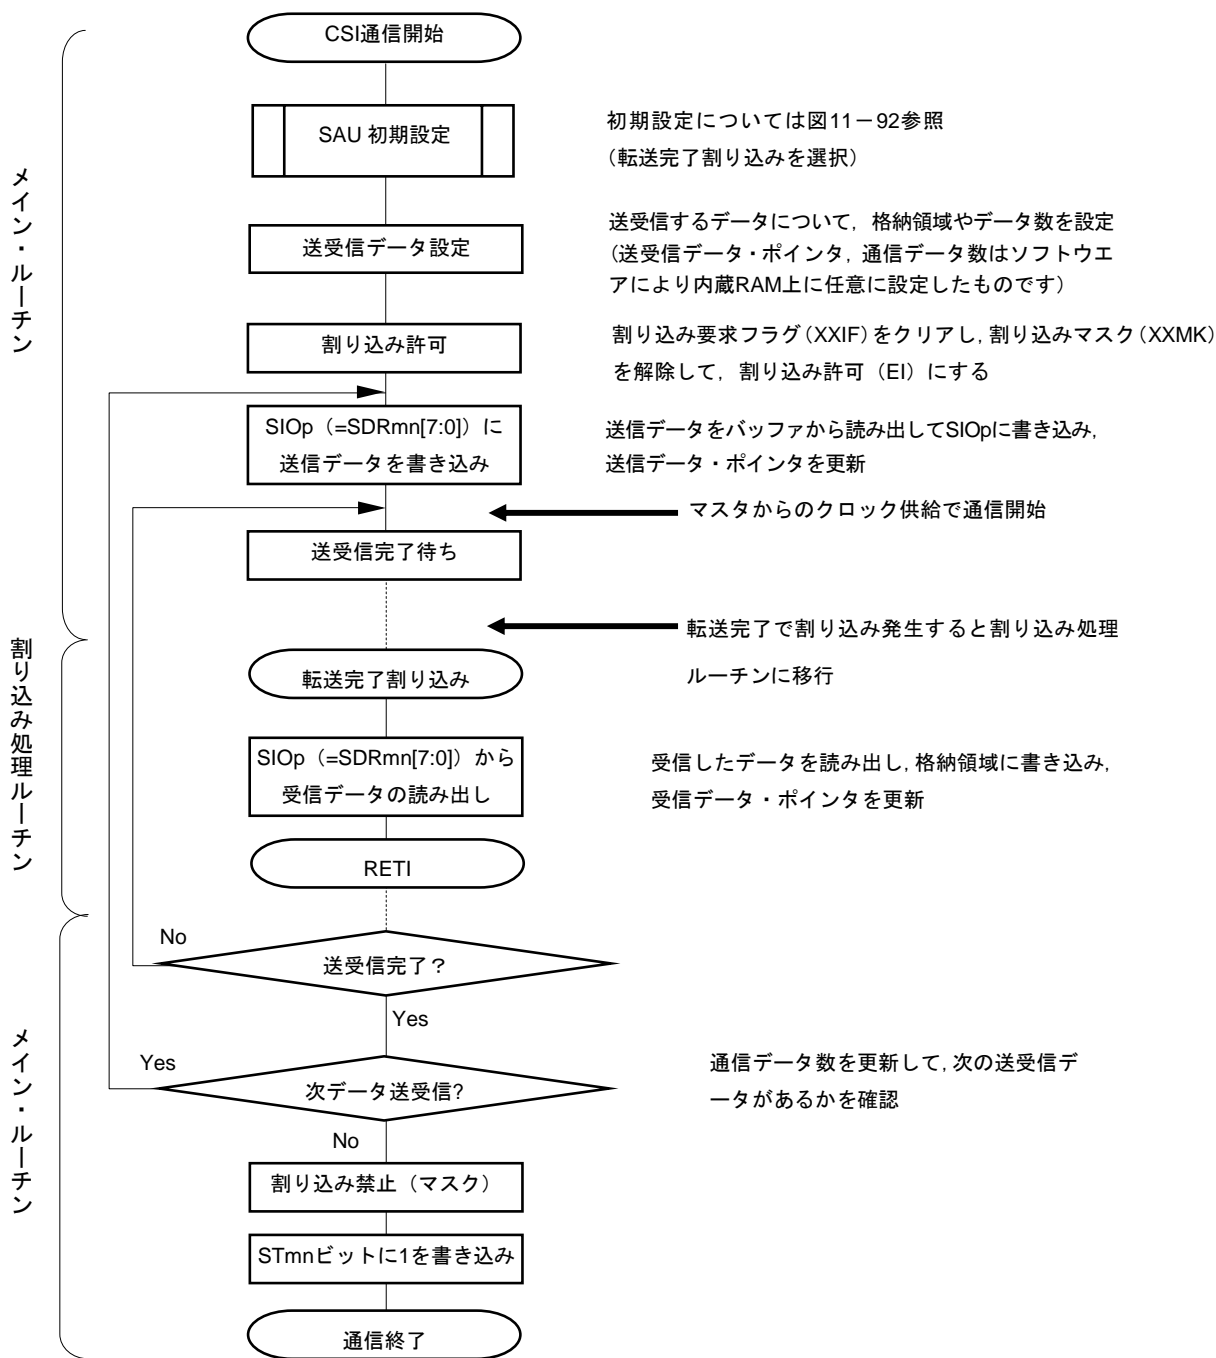 CSI通信開始
SAU 初期設定
初期設定については図11-92参照
（転送完了割り込みを選択）
送受信データ設定
送受信するデータについて，格納領域やデータ数を設定
（送受信データ・ポインタ，通信データ数はソフトウエ
アにより内蔵RAM上に任意に設定したものです）
割り込み許可
割り込み要求フラグ（XXIF）をクリアし，割り込みマスク（XXMK）
を解除して，割り込み許可（EI）にする
SIOp（=SDRmn[7:0]）に
送信データを書き込み
送信データをバッファから読み出してSIOpに書き込み，
送信データ・ポインタを更新
マスタからのクロック供給で通信開始
送受信完了待ち
メイン・ルーチン
転送完了で割り込み発生すると割り込み処理
ルーチンに移行
転送完了割り込み
SIOp（=SDRmn[7:0]）から
受信データの読み出し
受信したデータを読み出し，格納領域に書き込み，
受信データ・ポインタを更新
RETI
割り込み処理ルーチン
No
送受信完了？
Yes
Yes
次データ送受信?
通信データ数を更新して，次の送受信デ
ータがあるかを確認
No
割り込み禁止（マスク）
STmnビットに1を書き込み
通信終了
メイン・ルーチン